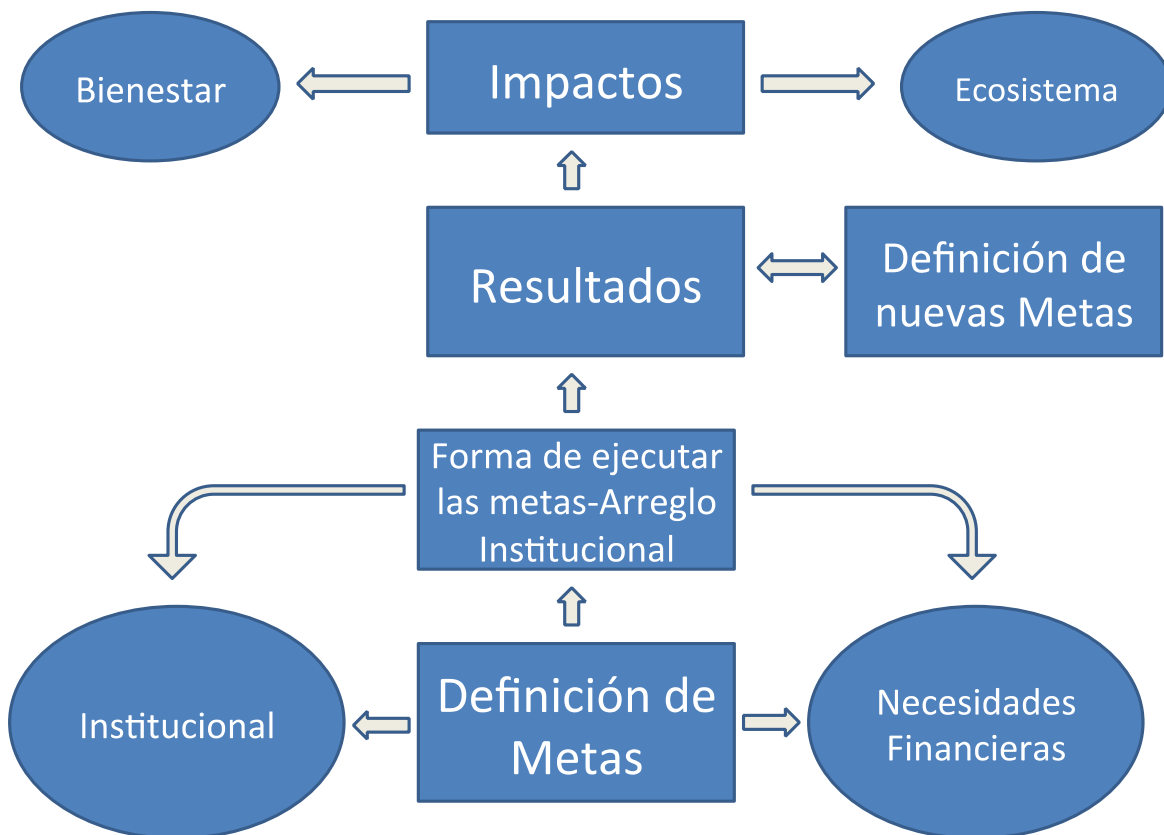 Bienestar
Impactos
Ecosistema
Resultados
Definición de
nuevas Metas
Forma de ejecutar
las metas-Arreglo
Institucional
Institucional
Definición de
Metas
Necesidades
Financieras